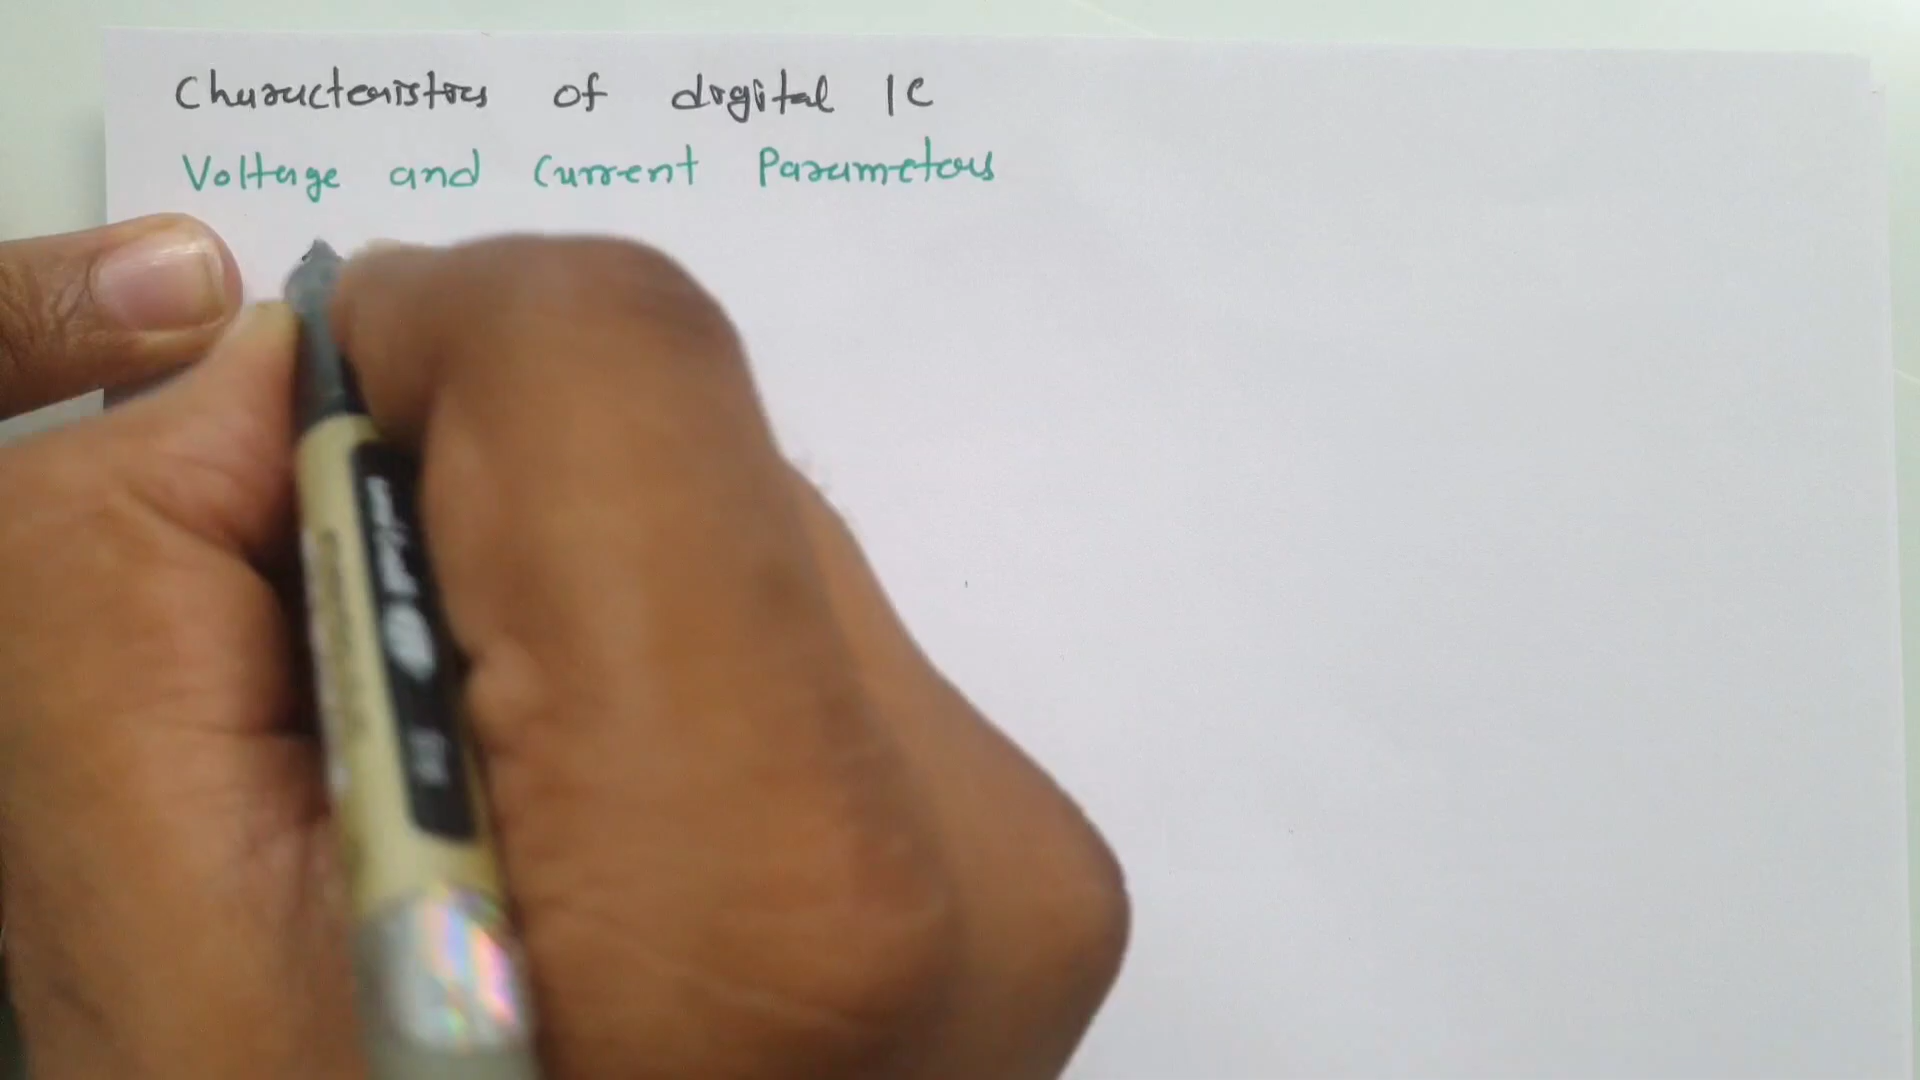 Characteristics of digital IC
Voltage and Current Parameters